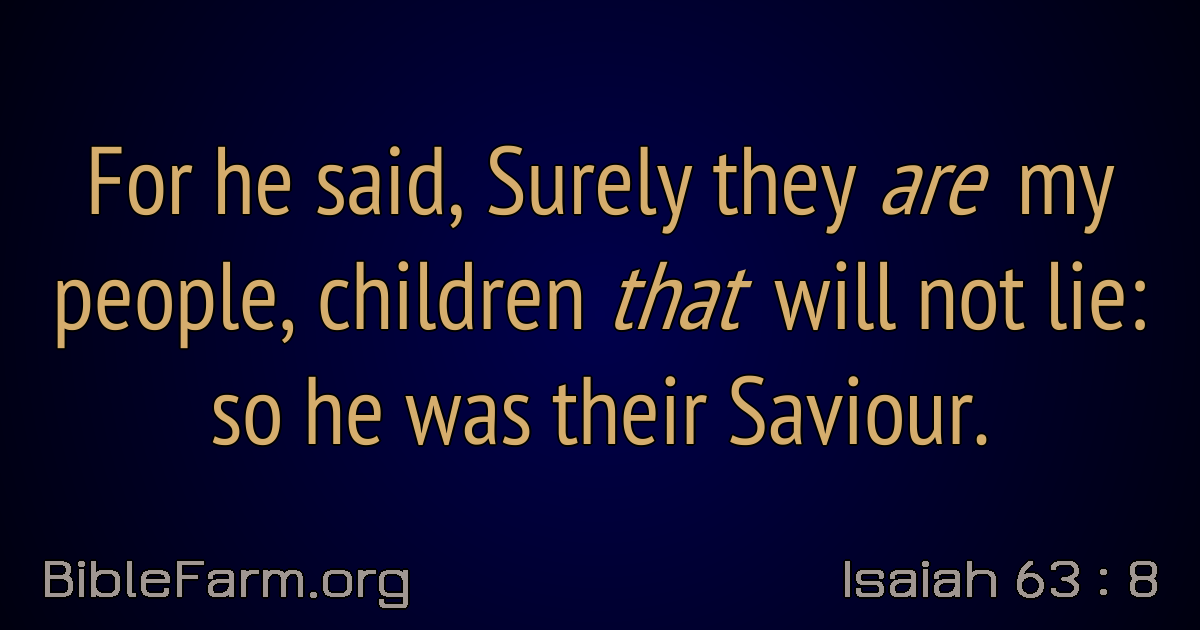 For he said, Surely they are my
people, children that will not lie:
so he was their Saviour.
BibleFarm.org
Isaiah 63 : 8